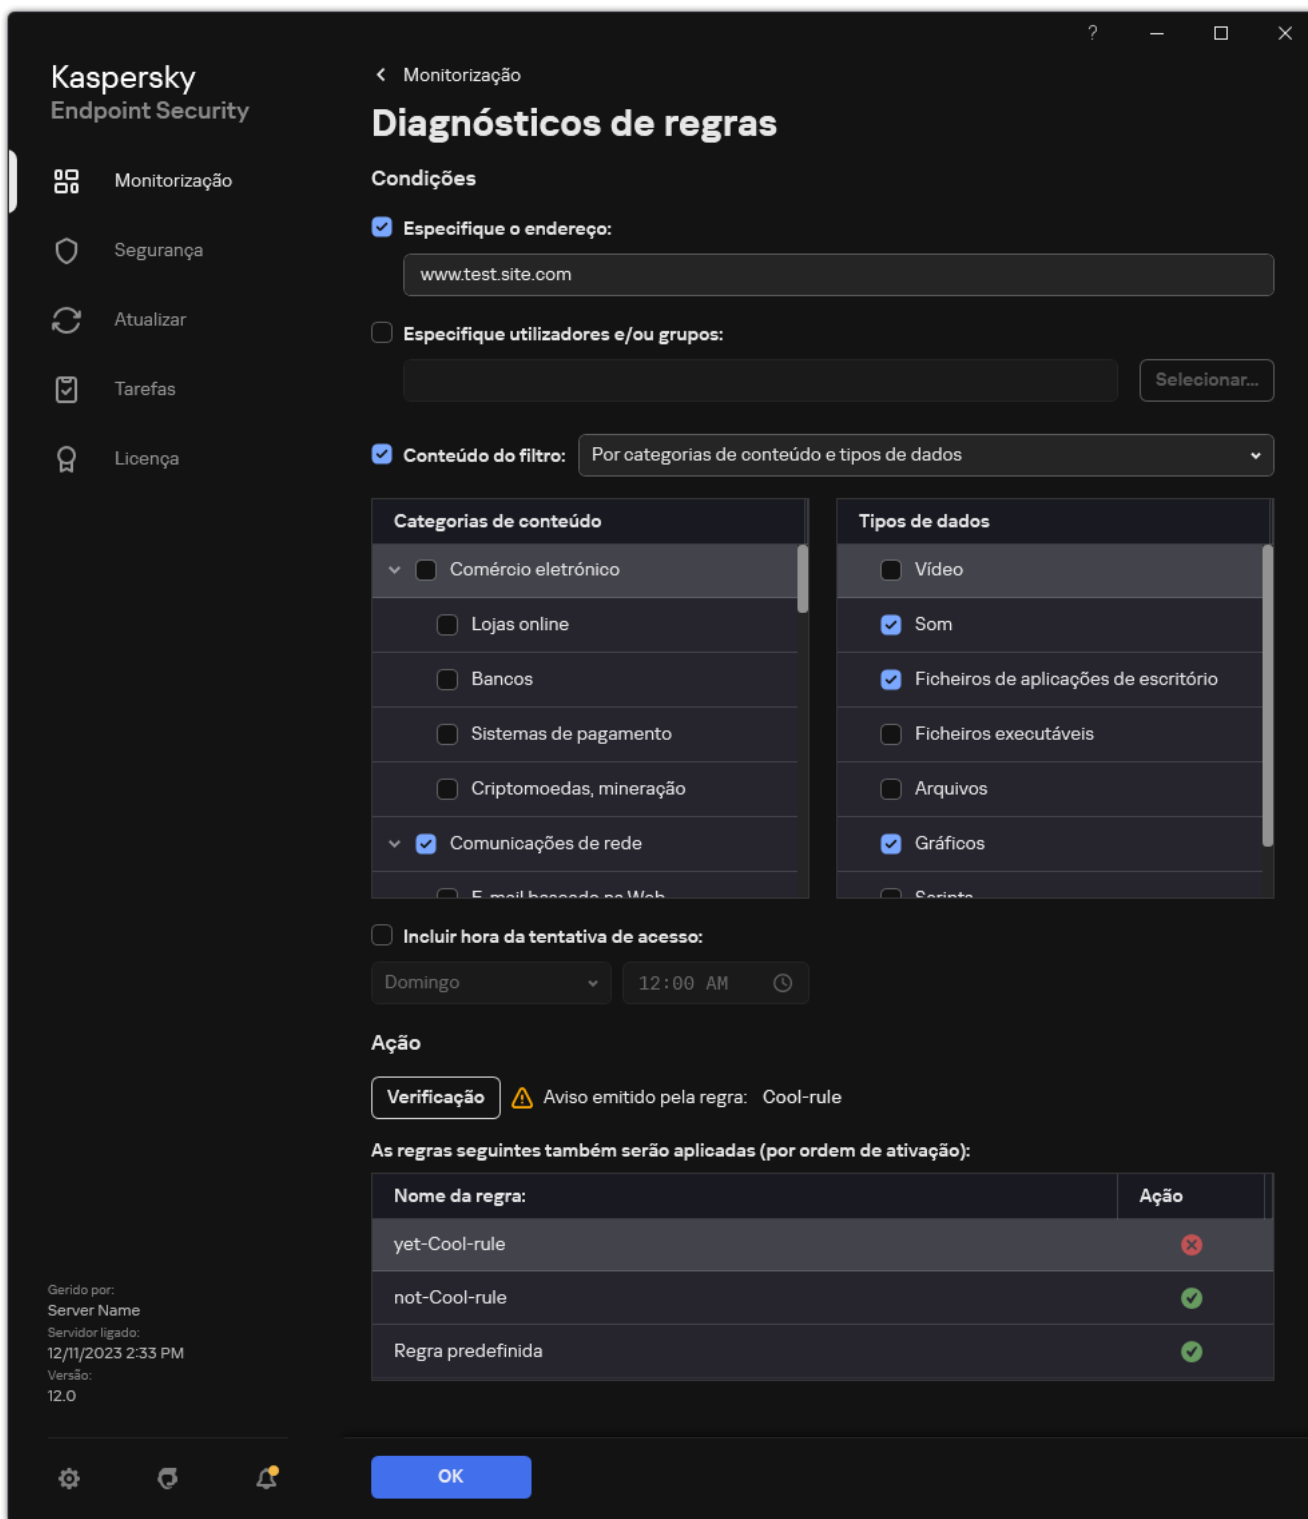 ?
Kaspersky
Endpoint Security
Monitorização
Segurança
Atualizar
Tarefas
Licença
Gerido por:
Server Name
Servidor ligado:
12/11/2023 2:33 PM
Versão:
12.0
Monitorização
Diagnósticos de regras
Condições
Especifique o endereço:
www.test.site.com
Especifique utilizadores e/ou grupos:
Selecionar...
Conteúdo do filtro: Por categorias de conteúdo e tipos de dados
Categorias de conteúdo
Comércio eletrónico
Lojas online
Bancos
Sistemas de pagamento
Criptomoedas, mineração
Comunicações de rede
E-mail baseado na Web
Tipos de dados
Vídeo
Som
Ficheiros de aplicações de escritório
Ficheiros executáveis
Arquivos
Gráficos
Scripts
Incluir hora da tentativa de acesso:
Domingo 12:00 AM
Ação
Verificação Aviso emitido pela regra: Cool-rule
As regras seguintes também serão aplicadas (por ordem de ativação):
Nome da regra: Ação
yet-Cool-rule
not-Cool-rule
Regra predefinida
OK